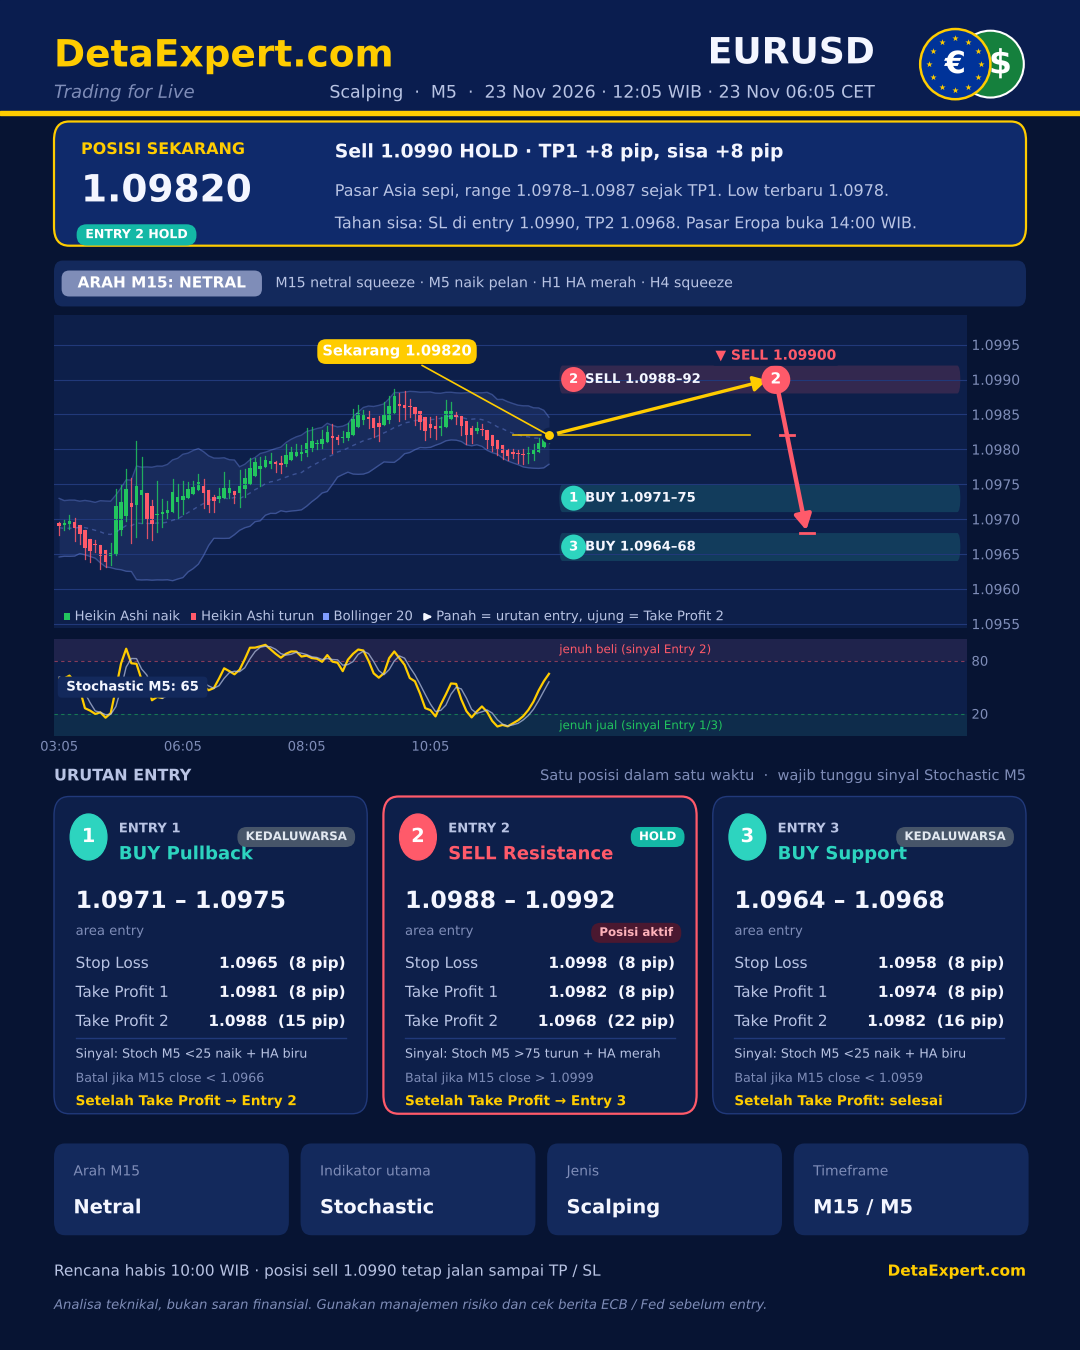 DetaExpert.com
EURUSD
€ $
Trading for Live
Scalping · M5 · 23 Nov 2026 · 12:05 WIB · 23 Nov 06:05 CET
POSISI SEKARANG
1.09820
ENTRY 2 HOLD
Sell 1.0990 HOLD · TP1 +8 pip, sisa +8 pip
Pasar Asia sepi, range 1.0978–1.0987 sejak TP1. Low terbaru 1.0978.
Tahan sisa: SL di entry 1.0990, TP2 1.0968. Pasar Eropa buka 14:00 WIB.
ARAH M15: NETRAL
M15 netral squeeze · M5 naik pelan · H1 HA merah · H4 squeeze
Sekarang 1.09820
▼ SELL 1.09900
2 SELL 1.0988–92
2
1 BUY 1.0971–75
3 BUY 1.0964–68
1.0995
1.0990
1.0985
1.0980
1.0975
1.0970
1.0965
1.0960
1.0955
Heikin Ashi naik
Heikin Ashi turun
Bollinger 20
Panah = urutan entry, ujung = Take Profit 2
jenuh beli (sinyal Entry 2)
Stochastic M5: 65
jenuh jual (sinyal Entry 1/3)
80
20
03:05 06:05 08:05 10:05
URUTAN ENTRY
Satu posisi dalam satu waktu · wajib tunggu sinyal Stochastic M5
1
ENTRY 1
KEDALUWARSA
BUY Pullback
1.0971 – 1.0975
area entry
Stop Loss 1.0965 (8 pip)
Take Profit 1 1.0981 (8 pip)
Take Profit 2 1.0988 (15 pip)
Sinyal: Stoch M5 <25 naik + HA biru
Batal jika M15 close < 1.0966
Setelah Take Profit → Entry 2
2
ENTRY 2
HOLD
SELL Resistance
1.0988 – 1.0992
area entry
Posisi aktif
Stop Loss 1.0998 (8 pip)
Take Profit 1 1.0982 (8 pip)
Take Profit 2 1.0968 (22 pip)
Sinyal: Stoch M5 >75 turun + HA merah
Batal jika M15 close > 1.0999
Setelah Take Profit → Entry 3
3
ENTRY 3
KEDALUWARSA
BUY Support
1.0964 – 1.0968
area entry
Stop Loss 1.0958 (8 pip)
Take Profit 1 1.0974 (8 pip)
Take Profit 2 1.0982 (16 pip)
Sinyal: Stoch M5 <25 naik + HA biru
Batal jika M15 close < 1.0959
Setelah Take Profit: selesai
Arah M15
Netral
Indikator utama
Stochastic
Jenis
Scalping
Timeframe
M15 / M5
Rencana habis 10:00 WIB · posisi sell 1.0990 tetap jalan sampai TP / SL
DetaExpert.com
Analisa teknikal, bukan saran finansial. Gunakan manajemen risiko dan cek berita ECB / Fed sebelum entry.